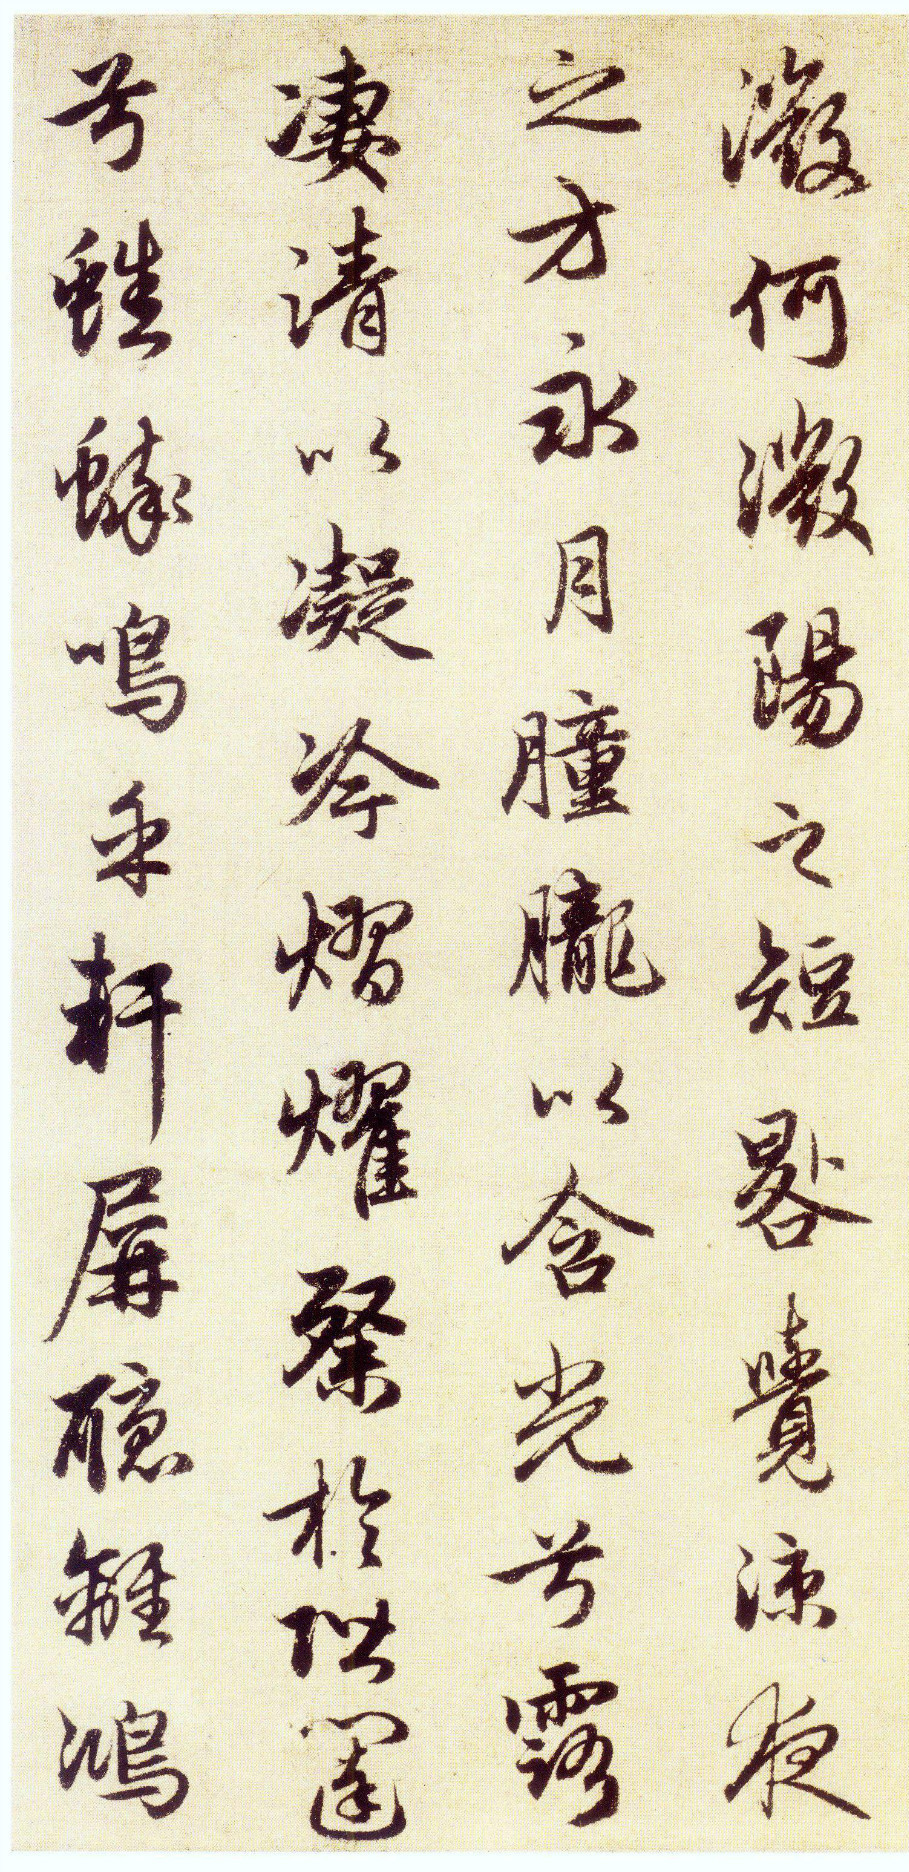 微何微陽之短晷覺涼夜
之方永月朣朧以含光兮露
凄清以凝冷熠燿粲於階闥
兮蟋蟀鳴乎軒屏聽離鴻